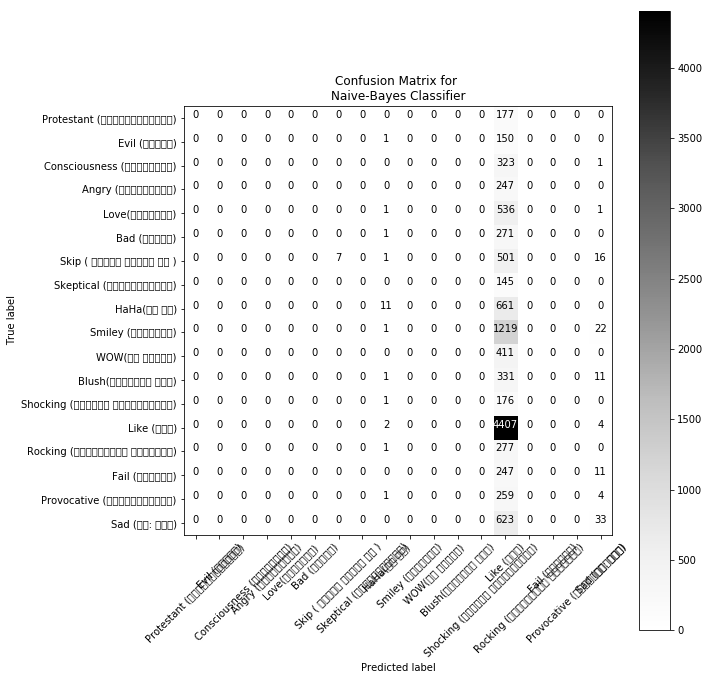 Confusion Matrix for
Naive-Bayes Classifier
True label
Protestant 0 0 0 0 0 0 0 0 0 0 0 0 0 177 0 0 0 0
Evil 0 0 0 0 0 0 0 0 1 0 0 0 0 150 0 0 0 0
Consciousness 0 0 0 0 0 0 0 0 0 0 0 0 0 323 0 0 0 1
Angry 0 0 0 0 0 0 0 0 0 0 0 0 0 247 0 0 0 0
Love 0 0 0 0 0 0 0 0 1 0 0 0 0 536 0 0 0 1
Bad 0 0 0 0 0 0 0 0 1 0 0 0 0 271 0 0 0 0
Skip 0 0 0 0 0 0 7 0 1 0 0 0 0 501 0 0 0 16
Skeptical 0 0 0 0 0 0 0 0 0 0 0 0 0 145 0 0 0 0
HaHa 0 0 0 0 0 0 0 0 11 0 0 0 0 661 0 0 0 0
Smiley 0 0 0 0 0 0 0 0 1 0 0 0 0 1219 0 0 0 22
WOW 0 0 0 0 0 0 0 0 0 0 0 0 0 411 0 0 0 0
Blush 0 0 0 0 0 0 0 0 1 0 0 0 0 331 0 0 0 11
Shocking 0 0 0 0 0 0 0 0 1 0 0 0 0 176 0 0 0 0
Like 0 0 0 0 0 0 0 0 2 0 0 0 0 4407 0 0 0 4
Rocking 0 0 0 0 0 0 0 0 1 0 0 0 0 277 0 0 0 0
Fail 0 0 0 0 0 0 0 0 0 0 0 0 0 247 0 0 0 11
Provocative 0 0 0 0 0 0 0 0 1 0 0 0 0 259 0 0 0 4
Sad 0 0 0 0 0 0 0 0 0 0 0 0 0 623 0 0 0 33
Protestant
Evil
Consciousness
Angry
Love
Bad
Skip
Skeptical
HaHa
Smiley
WOW
Blush
Shocking
Like
Rocking
Fail
Provocative
Sad
Predicted label
4000
3500
3000
2500
2000
1500
1000
500
0